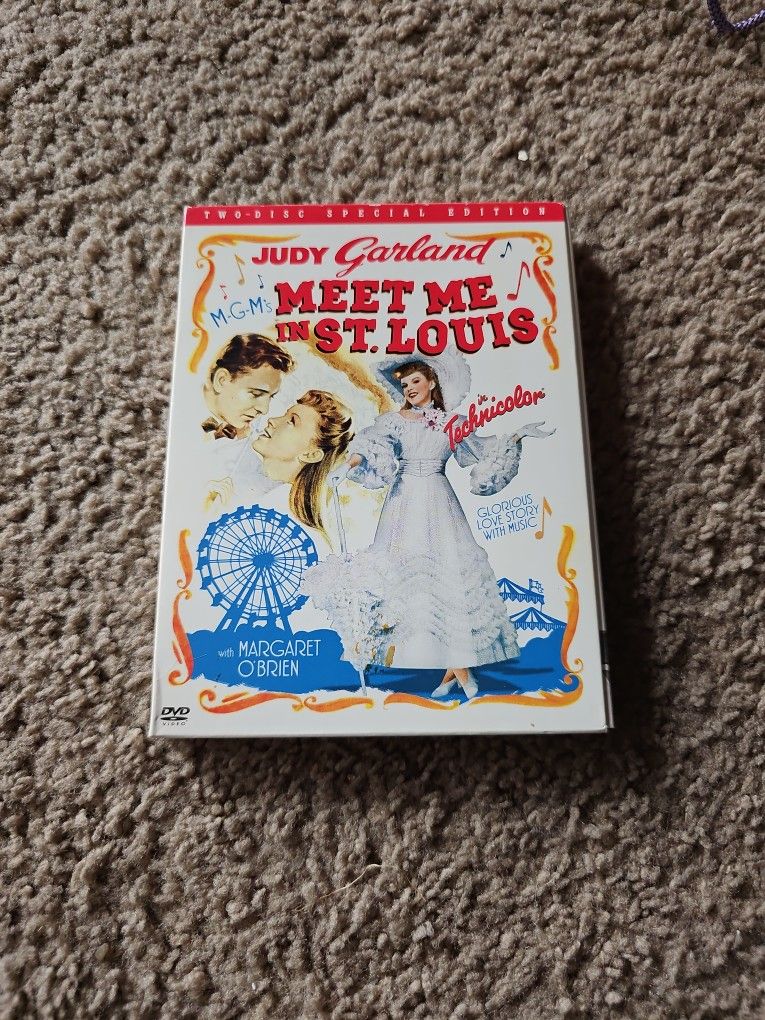 TWO-DISC SPECIAL EDITION
JUDY Garland
M-G-M's
MEET ME
IN ST. LOUIS
in
Technicolor
GLORIOUS
LOVE STORY
WITH MUSIC
with MARGARET
O'BRIEN
DVD
VIDEO